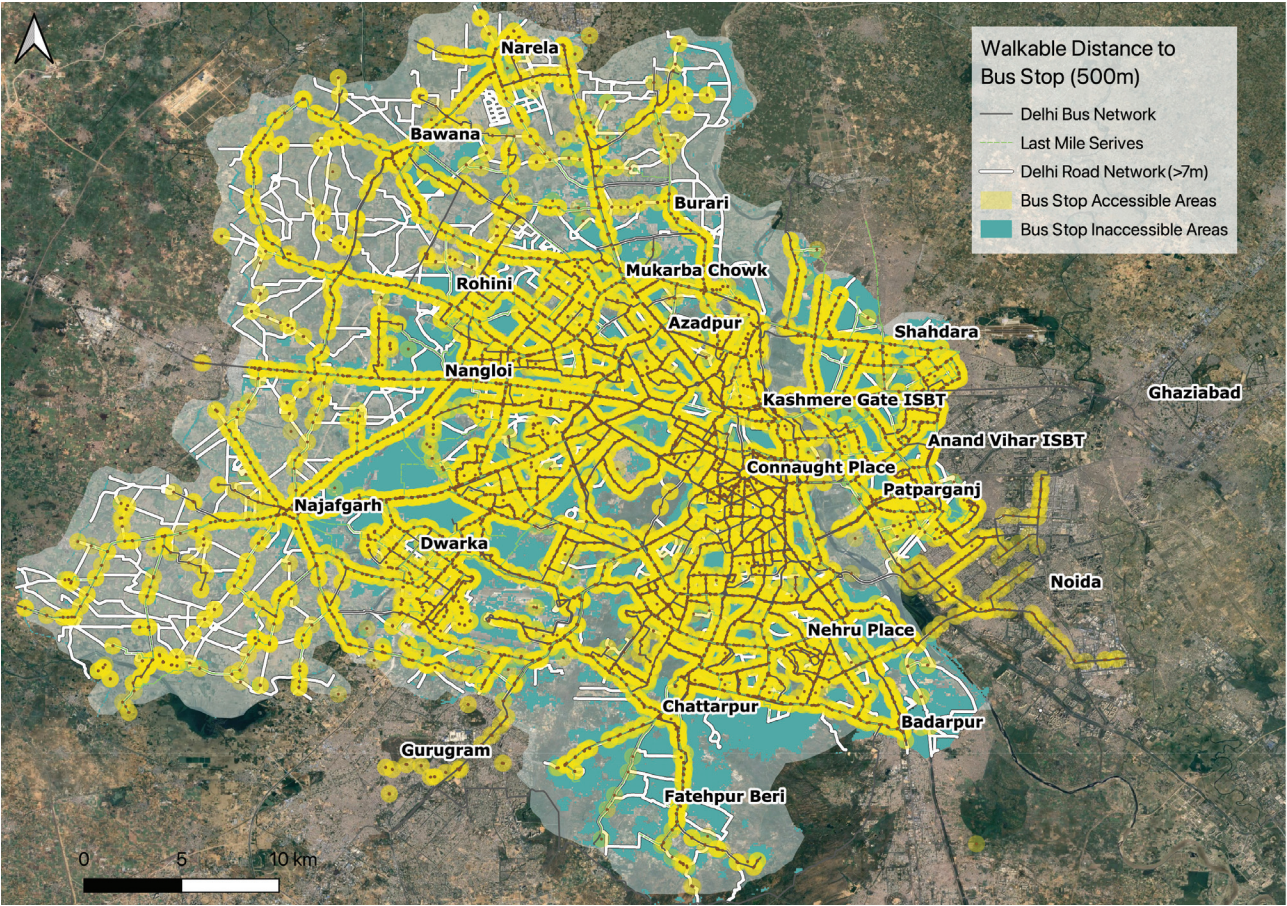 Walkable Distance to
Bus Stop (500m)
Delhi Bus Network
Last Mile Serives
Delhi Road Network(>7m)
Bus Stop Accessible Areas
Bus Stop Inaccessible Areas
Narela
Bawana
Burari
Mukarba Chowk
Rohini
Azadpur
Shahdara
Nangloi
Ghaziabad
Kashmere Gate ISBT
Anand Vihar ISBT
Connaught Place
Patparganj
Najafgarh
Dwarka
Noida
Nehru Place
Chattarpur
Badarpur
Gurugram
Fatehpur Beri
0 5 10 km